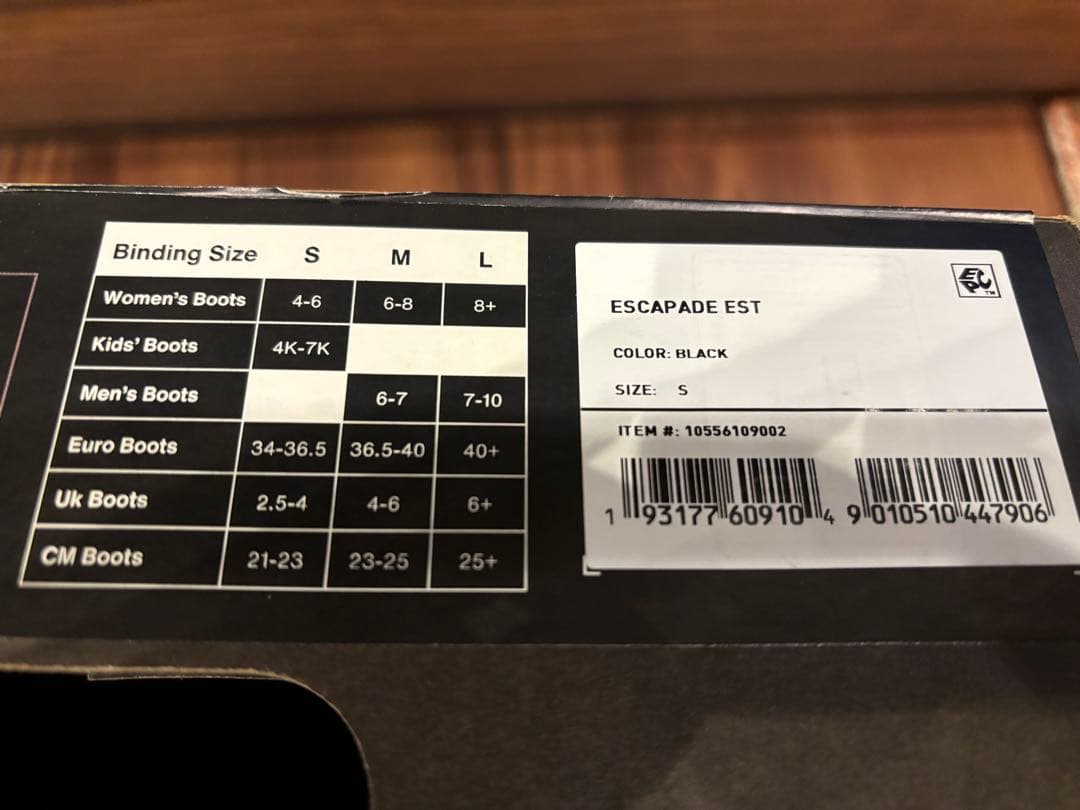 Binding Size S M L
Women's Boots 4-6 6-8 8+
Kids' Boots 4K-7K
Men's Boots 6-7 7-10
Euro Boots 34-36.5 36.5-40 40+
Uk Boots 2.5-4 4-6 6+
CM Boots 21-23 23-25 25+
EST
ESCAPADE EST
COLOR: BLACK
SIZE: S
ITEM #: 10556109002
1 93177 60910 4 9 010510 447906